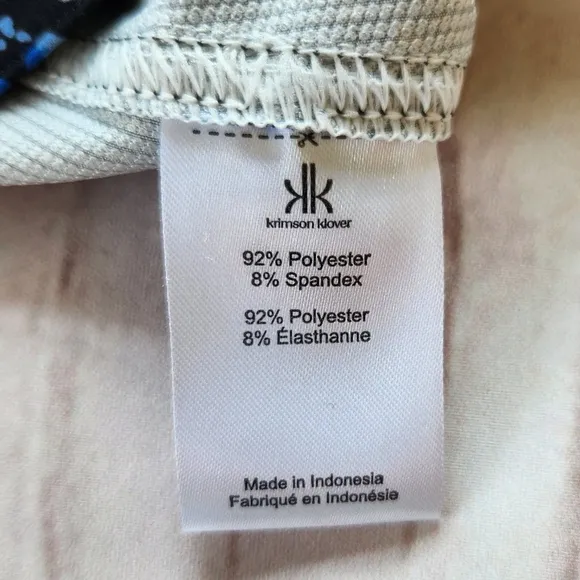 krimson klover
92% Polyester
8% Spandex
92% Polyester
8% Élasthanne
Made in Indonesia
Fabriqué en Indonésie